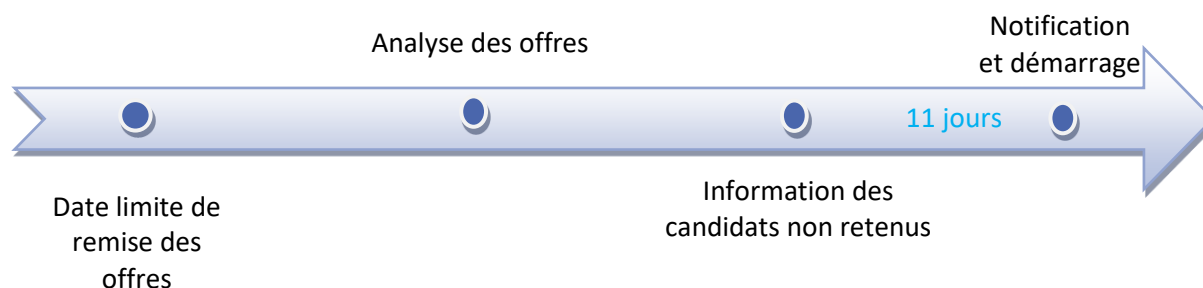 Date limite de
remise des
offres
Analyse des offres
Information des
candidats non retenus
11 jours
Notification
et démarrage